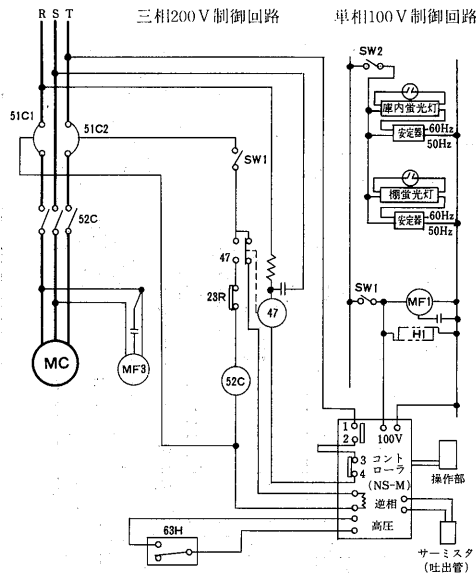 三相200V制御回路
単相100V制御回路
R S T
SW2
51C1
51C2
庫内蛍光灯
安定器
60Hz
50Hz
SW1
棚蛍光灯
安定器
60Hz
50Hz
52C
47
23R
47
SW1
MF1
H1
MC
MF3
52C
1
2
100V
3
4
コント
ローラ
(NS-M)
操作部
逆相
高圧
63H
サーミスタ
(吐出管)